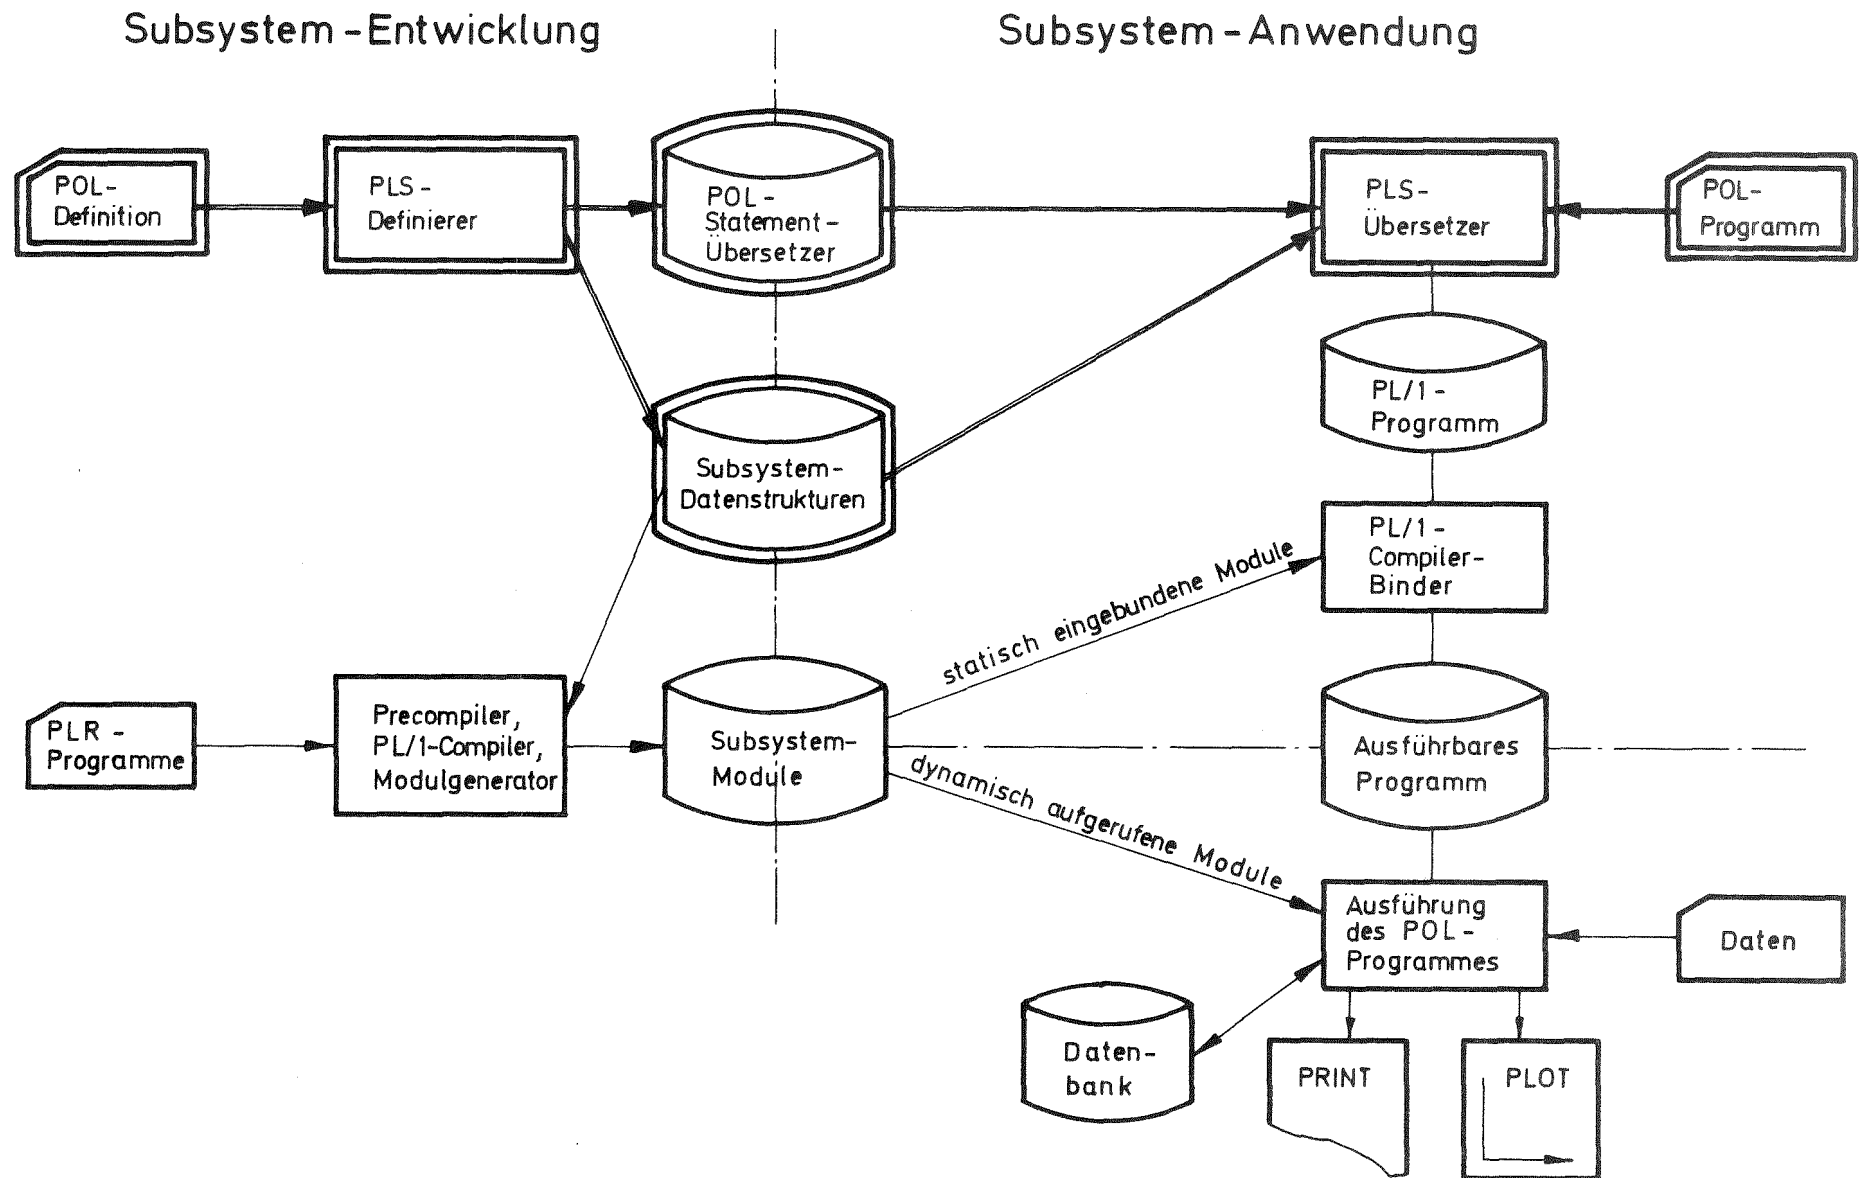 Subsystem - Entwicklung
Subsystem - Anwendung
POL-
Definition
PLS-
Definierer
POL-
Statement-
Übersetzer
PLS-
Übersetzer
POL-
Programm
PL/1-
Programm
Subsystem-
Datenstrukturen
PL/1-
Compiler-
Binder
statisch eingebundene Module
PLR-
Programme
Precompiler,
PL/1-Compiler,
Modulgenerator
Subsystem-
Module
Ausführbares
Programm
dynamisch aufgerufene Module
Ausführung
des POL-
Programmes
Daten
Daten-
bank
PRINT
PLOT